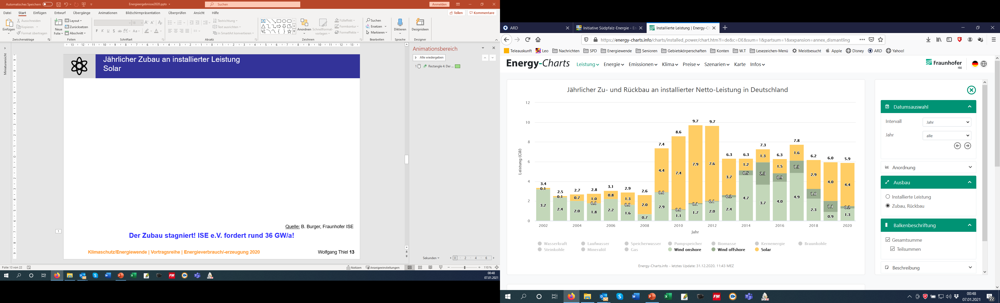 Automatisches Speichern
Energieergebnisse2020.pptx
Suchen
Anmelden
Datei Start Einfügen Entwurf Übergänge Animationen Bildschirmpräsentation Überprüfen Ansicht Hilfe
Teilen Kommentare
Einfügen
Ausschneiden
Kopieren
Format übertragen
Zwischenablage
Neue Folie
Layout
Zurücksetzen
Abschnitt
Folien
18
F K U S ab AV Aa
Schriftart
Textrichtung
Text ausrichten
In SmartArt konvertieren
Absatz
Anordnen
Schnellformat-
vorlagen
Fülleffekt
Formkontur
Formeffekte
Zeichnen
Suchen
Ersetzen
Markieren
Bearbeiten
Diktieren
Sprache
Designideen
Designer
Miniaturansicht
Jährlicher Zubau an installierter Leistung
Solar
Quelle: B. Burger, Fraunhofer ISE
Der Zubau stagniert! ISE e.V. fordert rund 36 GW/a!
Klimaschutz/Energiewende | Vortragsreihe | Energieverbrauch/-erzeugung 2020
Wolfgang Thiel 13
1
Animationsbereich
Alle wiedergeben
1 Rectangle 4: Der ...
Sekunden 0 2 4 6
Folie 13 von 22
Notizen Anzeigeeinstellungen 110 %
00:48
07.01.2021
ARD
Initiative Südpfalz-Energie - En
Installierte Leistung | Energy-Ch
https://energy-charts.info/charts/installed_power/chart.htm?l=de&c=DE&sum=1&partsum=1&expansion=annex_dismantling
Teleauskunft Leo Nachrichten SPD Energiewende Senioren Gebietskörperschaften Konten W.T Lesezeichen-Menü Meistbesucht Apple Disney ARD Yahoo!
Energy-Charts
Leistung Energie Emissionen Klima Preise Szenarien Karte Infos
Fraunhofer
ISE
Jährlicher Zu- und Rückbau an installierter Netto-Leistung in Deutschland
Leistung (GW)
12
10
8
6
4
2
0
3.4 2.5 2.7 2.8 3.1 2.9 2.6 7.4 8.6 9.7 9.7 6.3 6.3 7.3 6.3 7.8 6.2 6.0 5.9
0.1 0.1 0.7 1.0 0.8 1.3 2.0 4.4 7.4 7.9 7.6 3.7 1.2 1.3 1.5 1.6 2.9 4.0 4.4
0.0 0.0 0.0 0.0 0.1 0.1 0.2 0.5 2.3 0.9 1.3 1.0 1.1 0.2
3.2 2.4 2.0 1.8 2.2 1.6 0.7 2.9 1.1 1.7 2.0 2.4 4.7 3.7 4.0 4.9 2.3 0.9 1.3
2002 2004 2006 2008 2010 2012 2014 2016 2018 2020
Jahr
Wasserkraft Laufwasser Speicherwasser Pumpspeicher Biomasse Kernenergie Braunkohle
Steinkohle Mineralöl Gas Wind onshore Wind offshore Solar
Energy-Charts.info - letztes Update: 31.12.2020, 11:43 MEZ
Datumsauswahl
Intervall Jahr
Jahr alle
Anordnung
Ausbau
Installierte Leistung
Zubau, Rückbau
Balkenbeschriftung
Gesamtsumme
Teilsummen
Beschreibung
00:48
07.01.2021
22